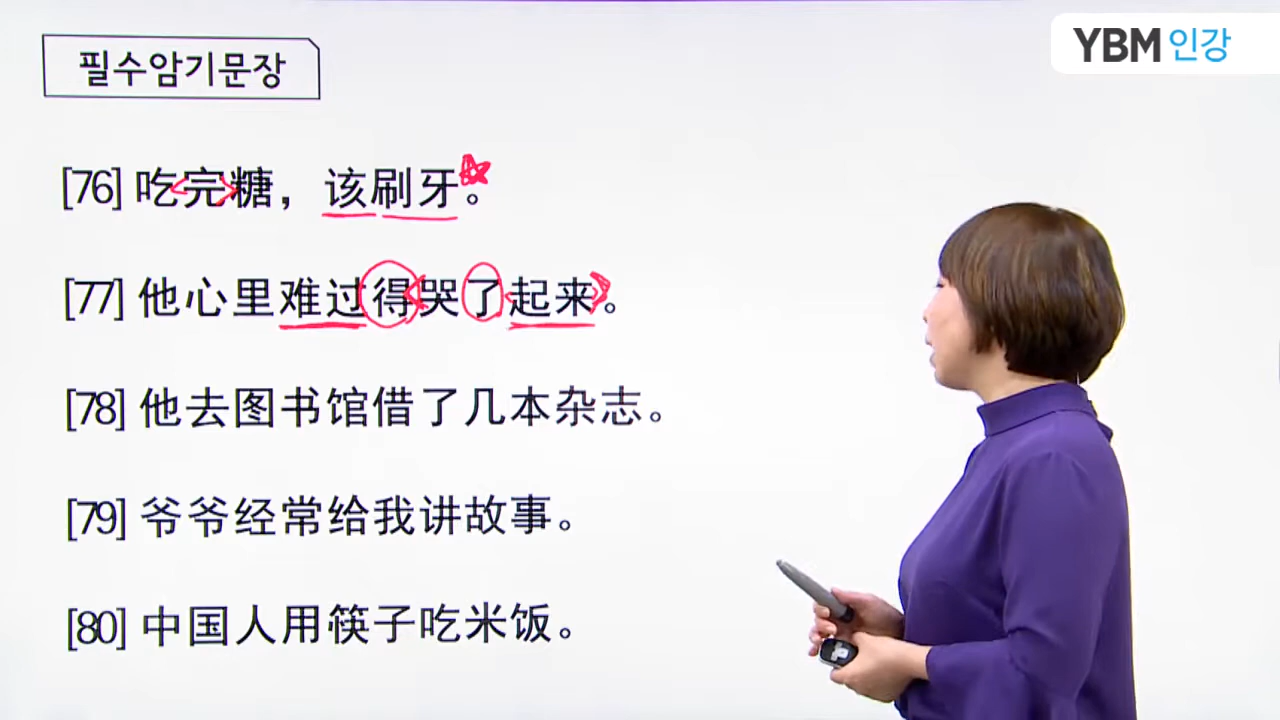 YBM 인강
필수암기문장
[76] 吃完糖，该刷牙。
[77] 他心里难过得哭了起来。
[78] 他去图书馆借了几本杂志。
[79] 爷爷经常给我讲故事。
[80] 中国人用筷子吃米饭。